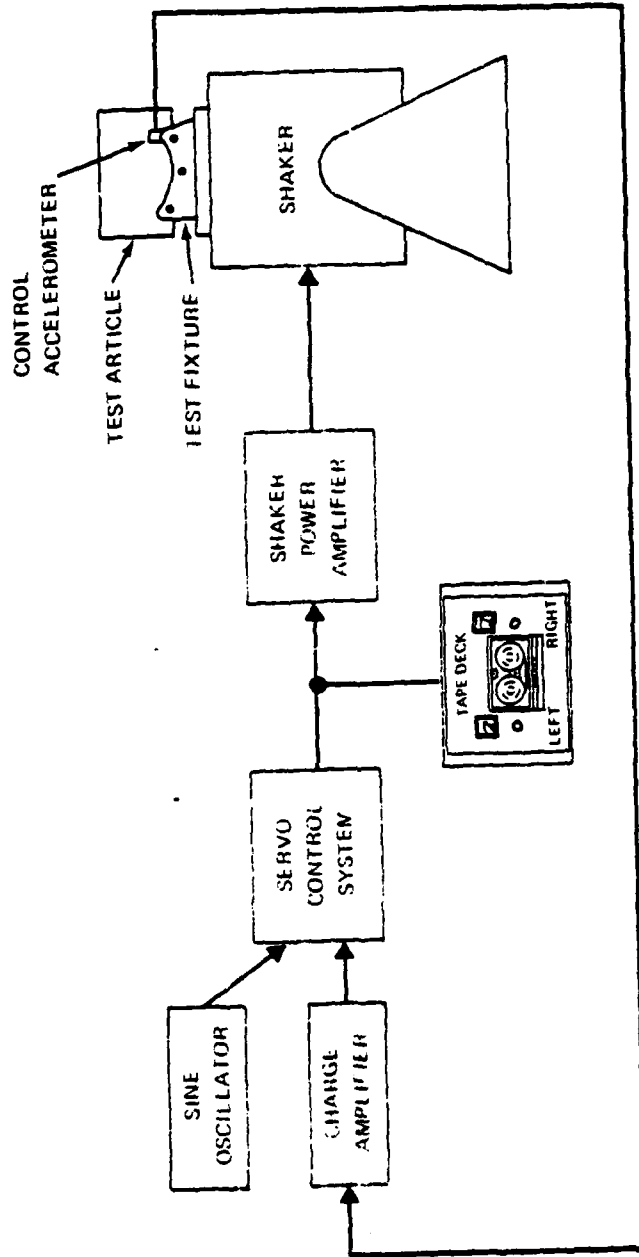 CONTROL
ACCELEROMETER
TEST ARTICLE
TEST FIXTURE
SHAKER
SHAKER
POWER
AMPLIFIER
TAPE DECK
LEFT
RIGHT
SERVO
CONTROL
SYSTEM
SINE
OSCILLATOR
CHARGE
AMPLIFIER